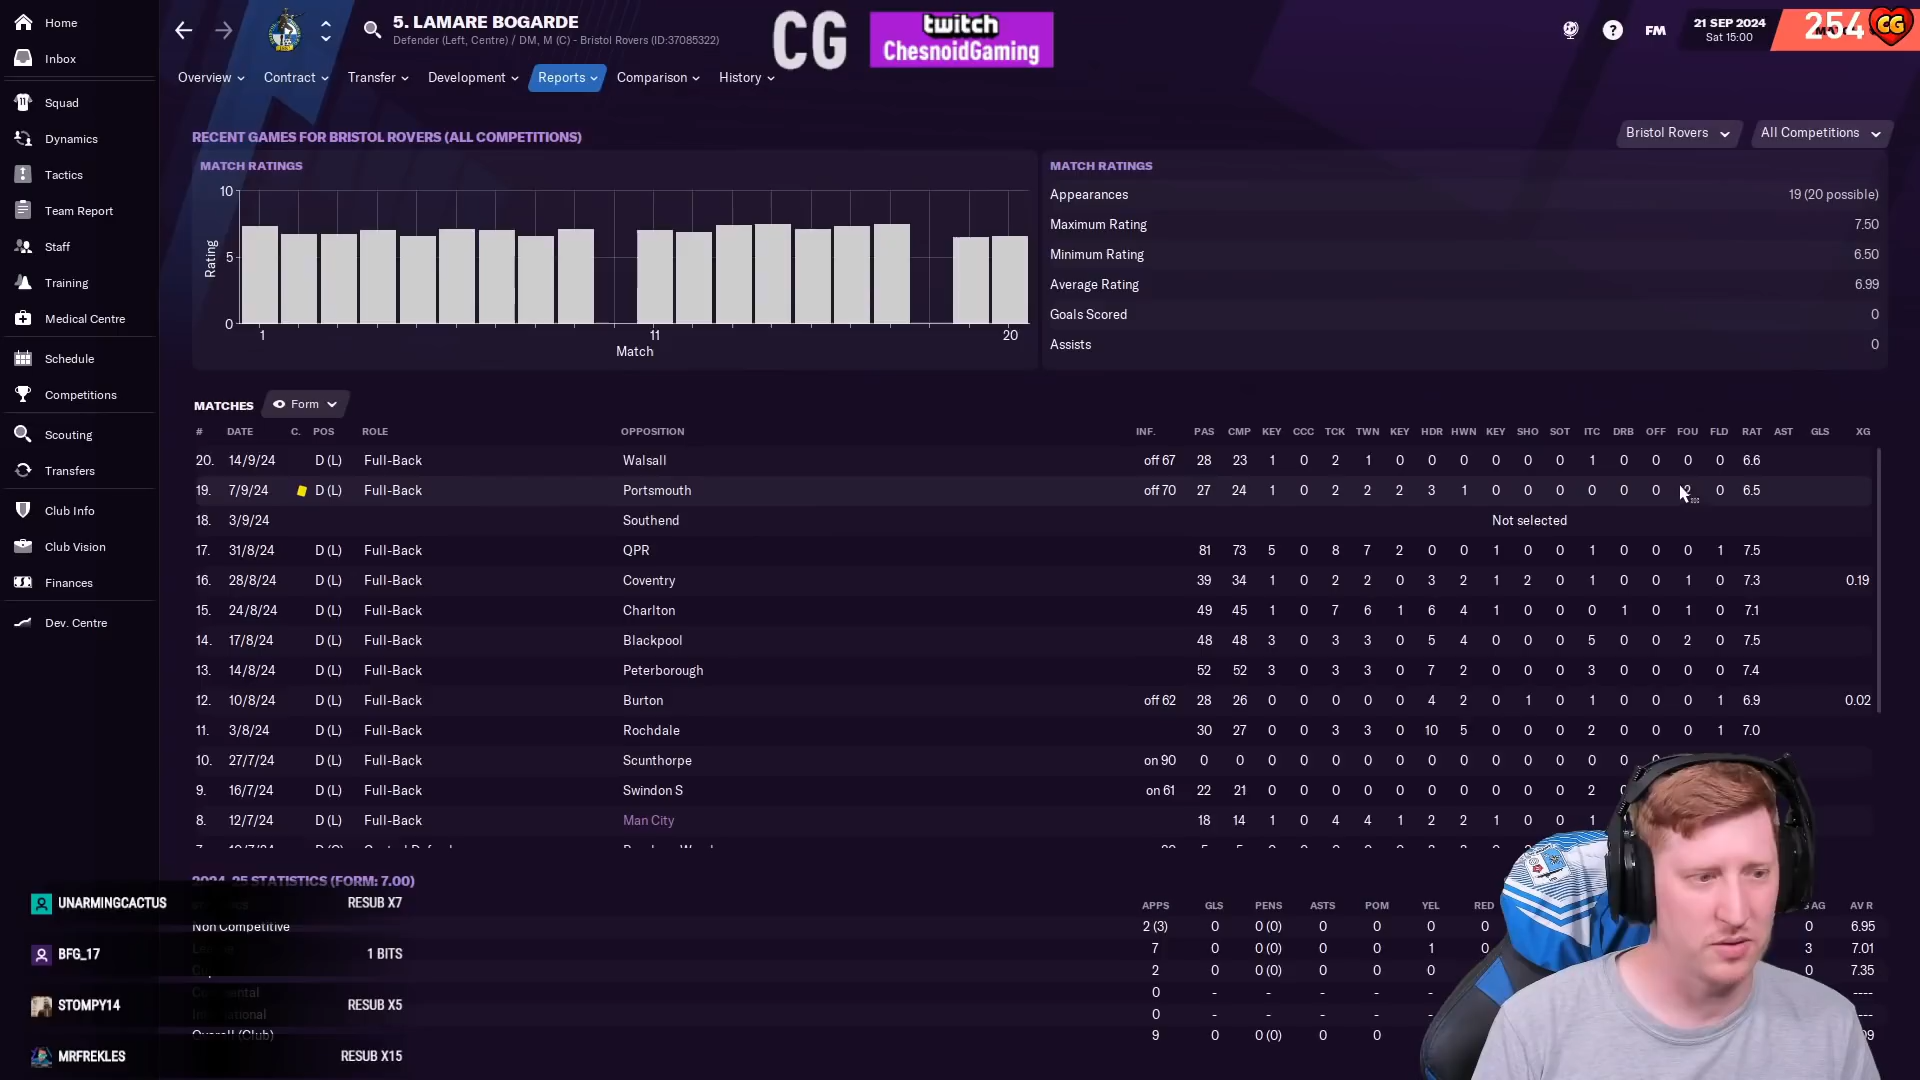 Home
Inbox
Squad
Dynamics
Tactics
Team Report
Staff
Training
Medical Centre
Schedule
Competitions
Scouting
Transfers
Club Info
Club Vision
Finances
Dev. Centre
5. LAMARE BOGARDE
Defender (Left, Centre) / DM, M (C) - Bristol Rovers (ID:37085322)
CG
twitch
ChesnoidGaming
FM
21 SEP 2024
Sat 15:00
254
CG
Overview Contract Transfer Development Reports Comparison History
RECENT GAMES FOR BRISTOL ROVERS (ALL COMPETITIONS)
Bristol Rovers All Competitions
MATCH RATINGS
10
5
0
Rating
1 11 20
Match
MATCH RATINGS
Appearances 19 (20 possible)
Maximum Rating 7.50
Minimum Rating 6.50
Average Rating 6.99
Goals Scored 0
Assists 0
MATCHES Form
# DATE C. POS ROLE OPPOSITION INF. PAS CMP KEY CCC TCK TWN KEY HDR HWN KEY SHO SOT ITC DRB OFF FOU FLD RAT AST GLS XG
20. 14/9/24 D (L) Full-Back Walsall off 67 28 23 1 0 2 1 0 0 0 0 0 0 1 0 0 0 0 6.6
19. 7/9/24 D (L) Full-Back Portsmouth off 70 27 24 1 0 2 2 2 3 1 0 0 0 0 0 0 2 0 6.5
18. 3/9/24 Southend Not selected
17. 31/8/24 D (L) Full-Back QPR 81 73 5 0 8 7 2 0 0 1 0 0 1 0 0 0 1 7.5
16. 28/8/24 D (L) Full-Back Coventry 39 34 1 0 2 2 0 3 2 1 2 0 1 0 0 1 0 7.3 0.19
15. 24/8/24 D (L) Full-Back Charlton 49 45 1 0 7 6 1 6 4 1 0 0 0 1 0 1 0 7.1
14. 17/8/24 D (L) Full-Back Blackpool 48 48 3 0 3 3 0 5 4 0 0 0 5 0 0 2 0 7.5
13. 14/8/24 D (L) Full-Back Peterborough 52 52 3 0 3 3 0 7 2 0 0 0 3 0 0 0 0 7.4
12. 10/8/24 D (L) Full-Back Burton off 62 28 26 0 0 0 0 0 4 2 0 1 0 1 0 0 0 1 6.9 0.02
11. 3/8/24 D (L) Full-Back Rochdale 30 27 0 0 3 3 0 10 5 0 0 0 2 0 0 0 1 7.0
10. 27/7/24 D (L) Full-Back Scunthorpe on 90 0 0 0 0 0 0 0 0 0 0 0 0 0 0
9. 16/7/24 D (L) Full-Back Swindon S on 61 22 21 0 0 0 0 0 0 0 0 0 0 2
8. 12/7/24 D (L) Full-Back Man City 18 14 1 0 4 4 1 2 2 1 0 0 1
2024-25 STATISTICS (FORM: 7.00)
APPS GLS PENS ASTS POM YEL RED AV R
Non Competitive 2 (3) 0 0 (0) 0 0 0 0 0 6.95
7 0 0 (0) 0 0 1 0 3 7.01
2 0 0 (0) 0 0 0 0 7.35
0 - - - - - -
0 - - - - - -
Overall (Club) 9 0 0 (0) 0 0
UNARMINGCACTUS RESUB X7
BFG_17 1 BITS
STOMPY14 RESUB X5
MRFREKLES RESUB X15